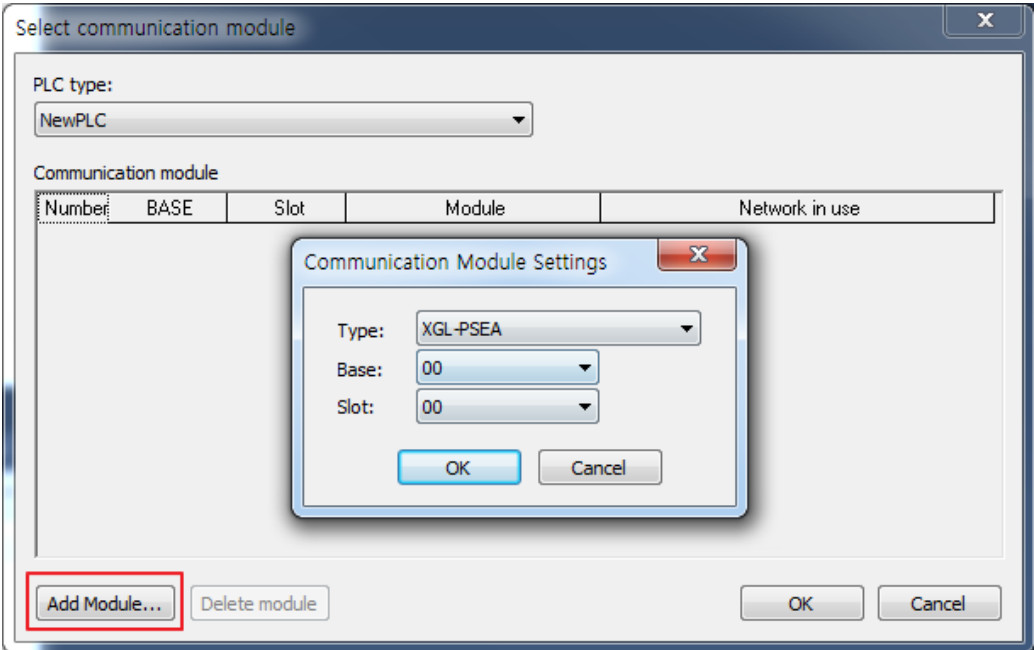 Select communication module
x
PLC type:
NewPLC
Communication module
Number BASE Slot Module Network in use
Communication Module Settings
x
Type: XGL-PSEA
Base: 00
Slot: 00
OK Cancel
Add Module... Delete module OK Cancel